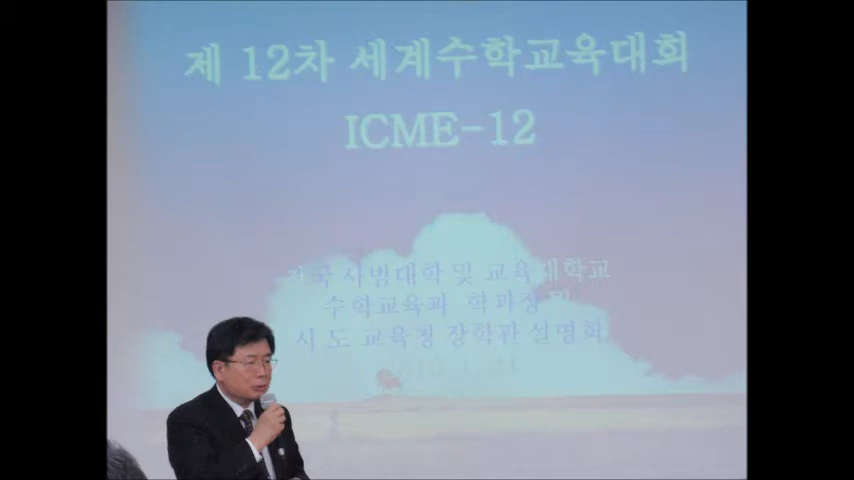 제 12차 세계수학교육대회
ICME-12
전국 사범대학 및 교육대학교
수학교육과 학과장 및
시 도 교육청 장학관 설명회